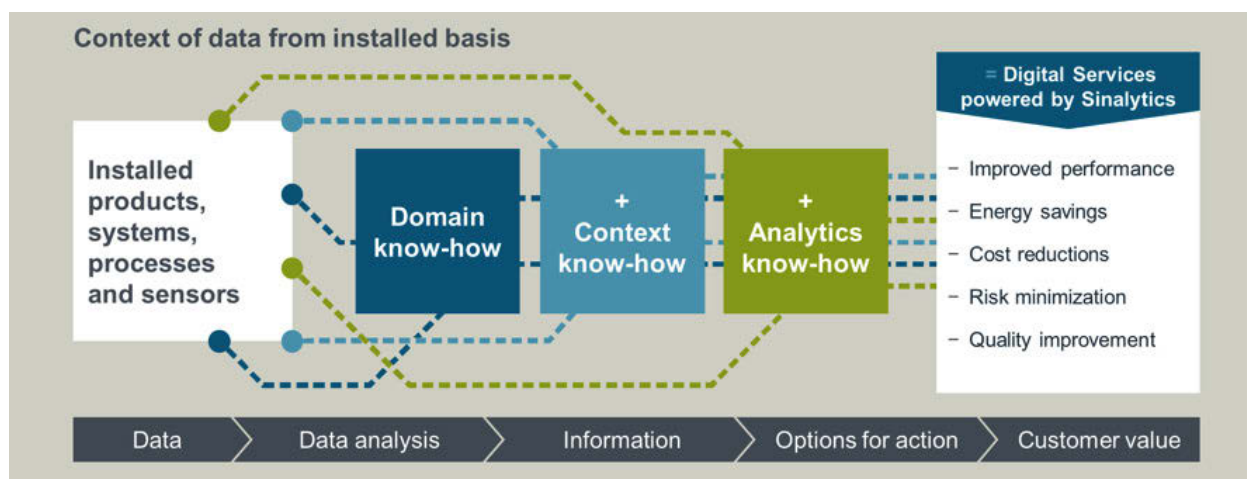 Context of data from installed basis
= Digital Services
powered by Sinalytics
Installed
products,
systems,
processes
and sensors
Domain
know-how
+
Context
know-how
+
Analytics
know-how
– Improved performance
– Energy savings
– Cost reductions
– Risk minimization
– Quality improvement
Data
Data analysis
Information
Options for action
Customer value